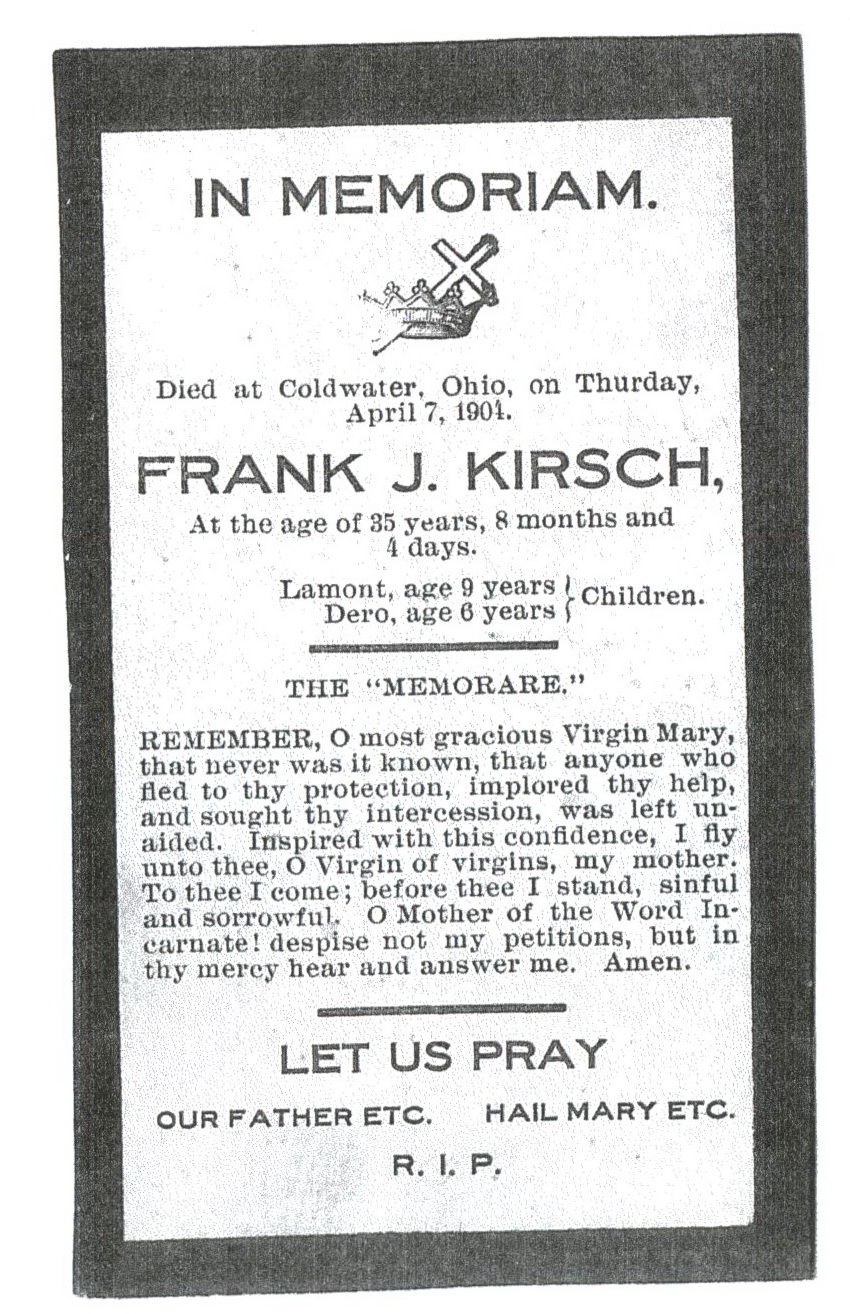 IN MEMORIAM.
Died at Coldwater, Ohio, on Thurday,
April 7, 1904.
FRANK J. KIRSCH,
At the age of 35 years, 8 months and
4 days.
Lamont, age 9 years
Dero, age 6 years } Children.
THE “MEMORARE.”
REMEMBER, O most gracious Virgin Mary,
that never was it known, that anyone who
fled to thy protection, implored thy help,
and sought thy intercession, was left un-
aided. Inspired with this confidence, I fly
unto thee, O Virgin of virgins, my mother.
To thee I come; before thee I stand, sinful
and sorrowful. O Mother of the Word In-
carnate! despise not my petitions, but in
thy mercy hear and answer me. Amen.
LET US PRAY
OUR FATHER ETC. HAIL MARY ETC.
R. I. P.